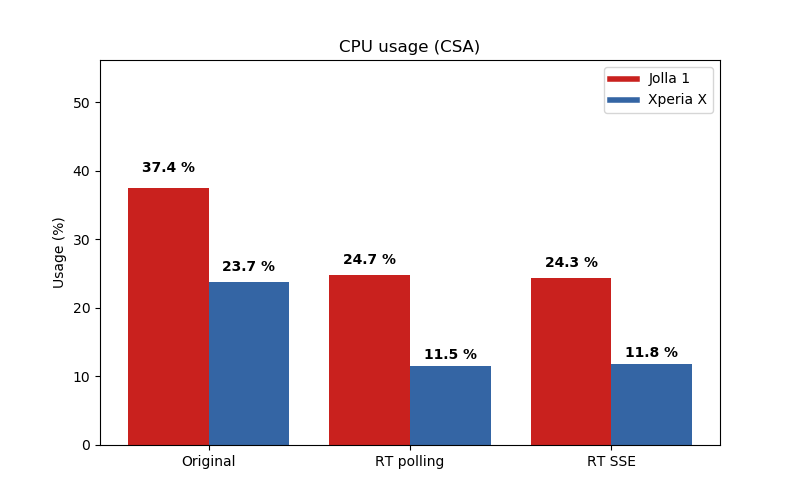 CPU usage (CSA)
Jolla 1
Xperia X
Usage (%)
50
40
30
20
10
0
37.4 %
23.7 %
24.7 %
11.5 %
24.3 %
11.8 %
Original
RT polling
RT SSE